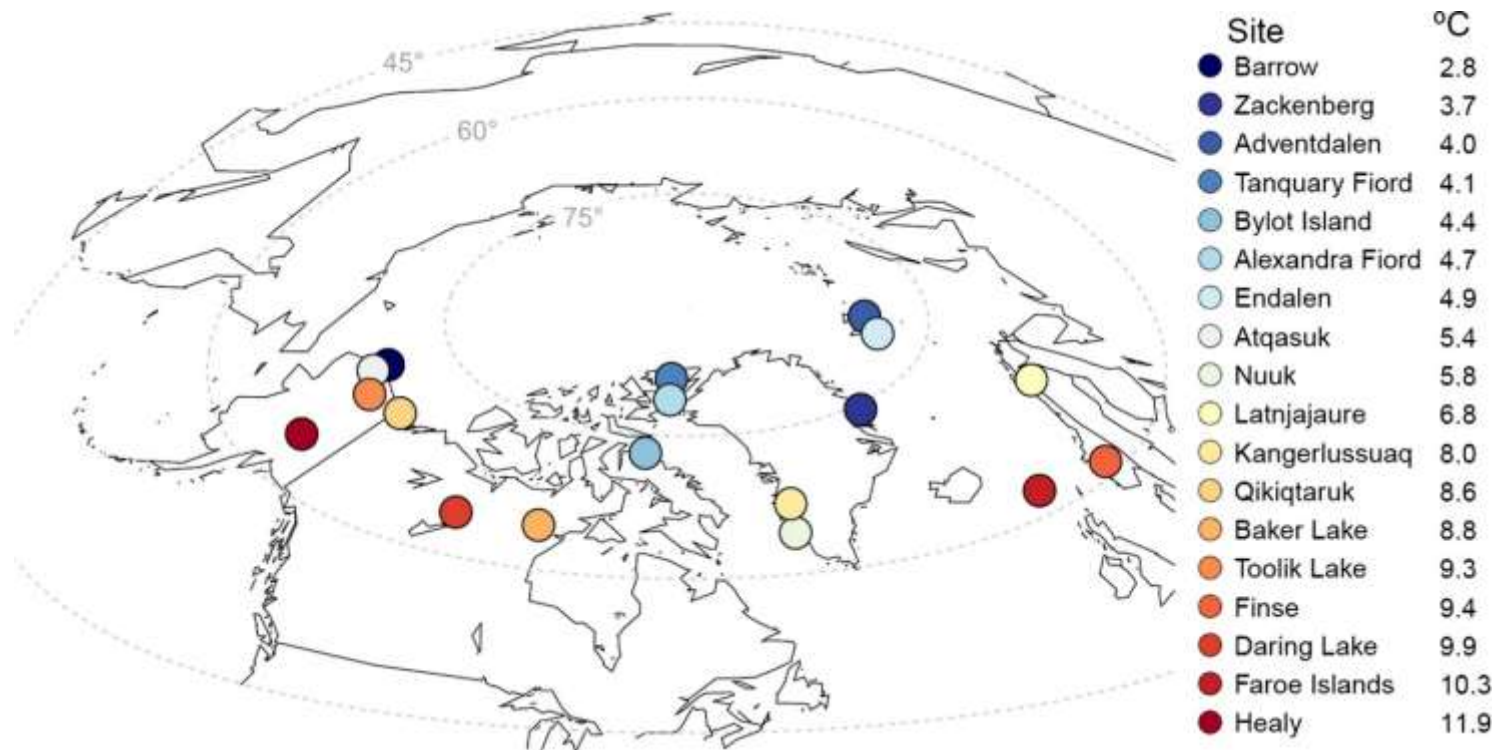 Site ºC
Barrow 2.8
Zackenberg 3.7
Adventdalen 4.0
Tanquary Fiord 4.1
Bylot Island 4.4
Alexandra Fiord 4.7
Endalen 4.9
Atqasuk 5.4
Nuuk 5.8
Latnjajaure 6.8
Kangerlussuaq 8.0
Qikiqtaruk 8.6
Baker Lake 8.8
Toolik Lake 9.3
Finse 9.4
Daring Lake 9.9
Faroe Islands 10.3
Healy 11.9
45°
60°
75°